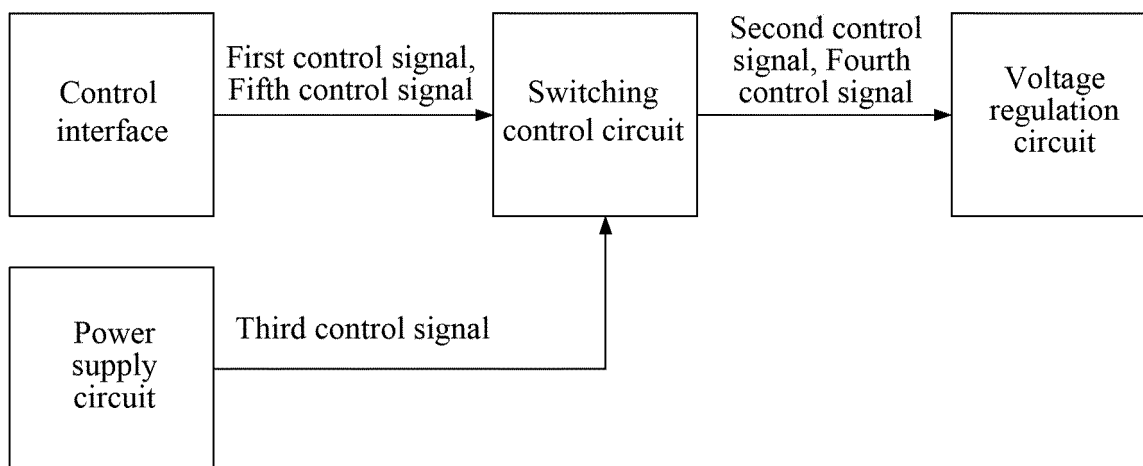 Control
interface
First control signal,
Fifth control signal
Switching
control circuit
Second control
signal, Fourth
control signal
Voltage
regulation
circuit
Power
supply
circuit
Third control signal